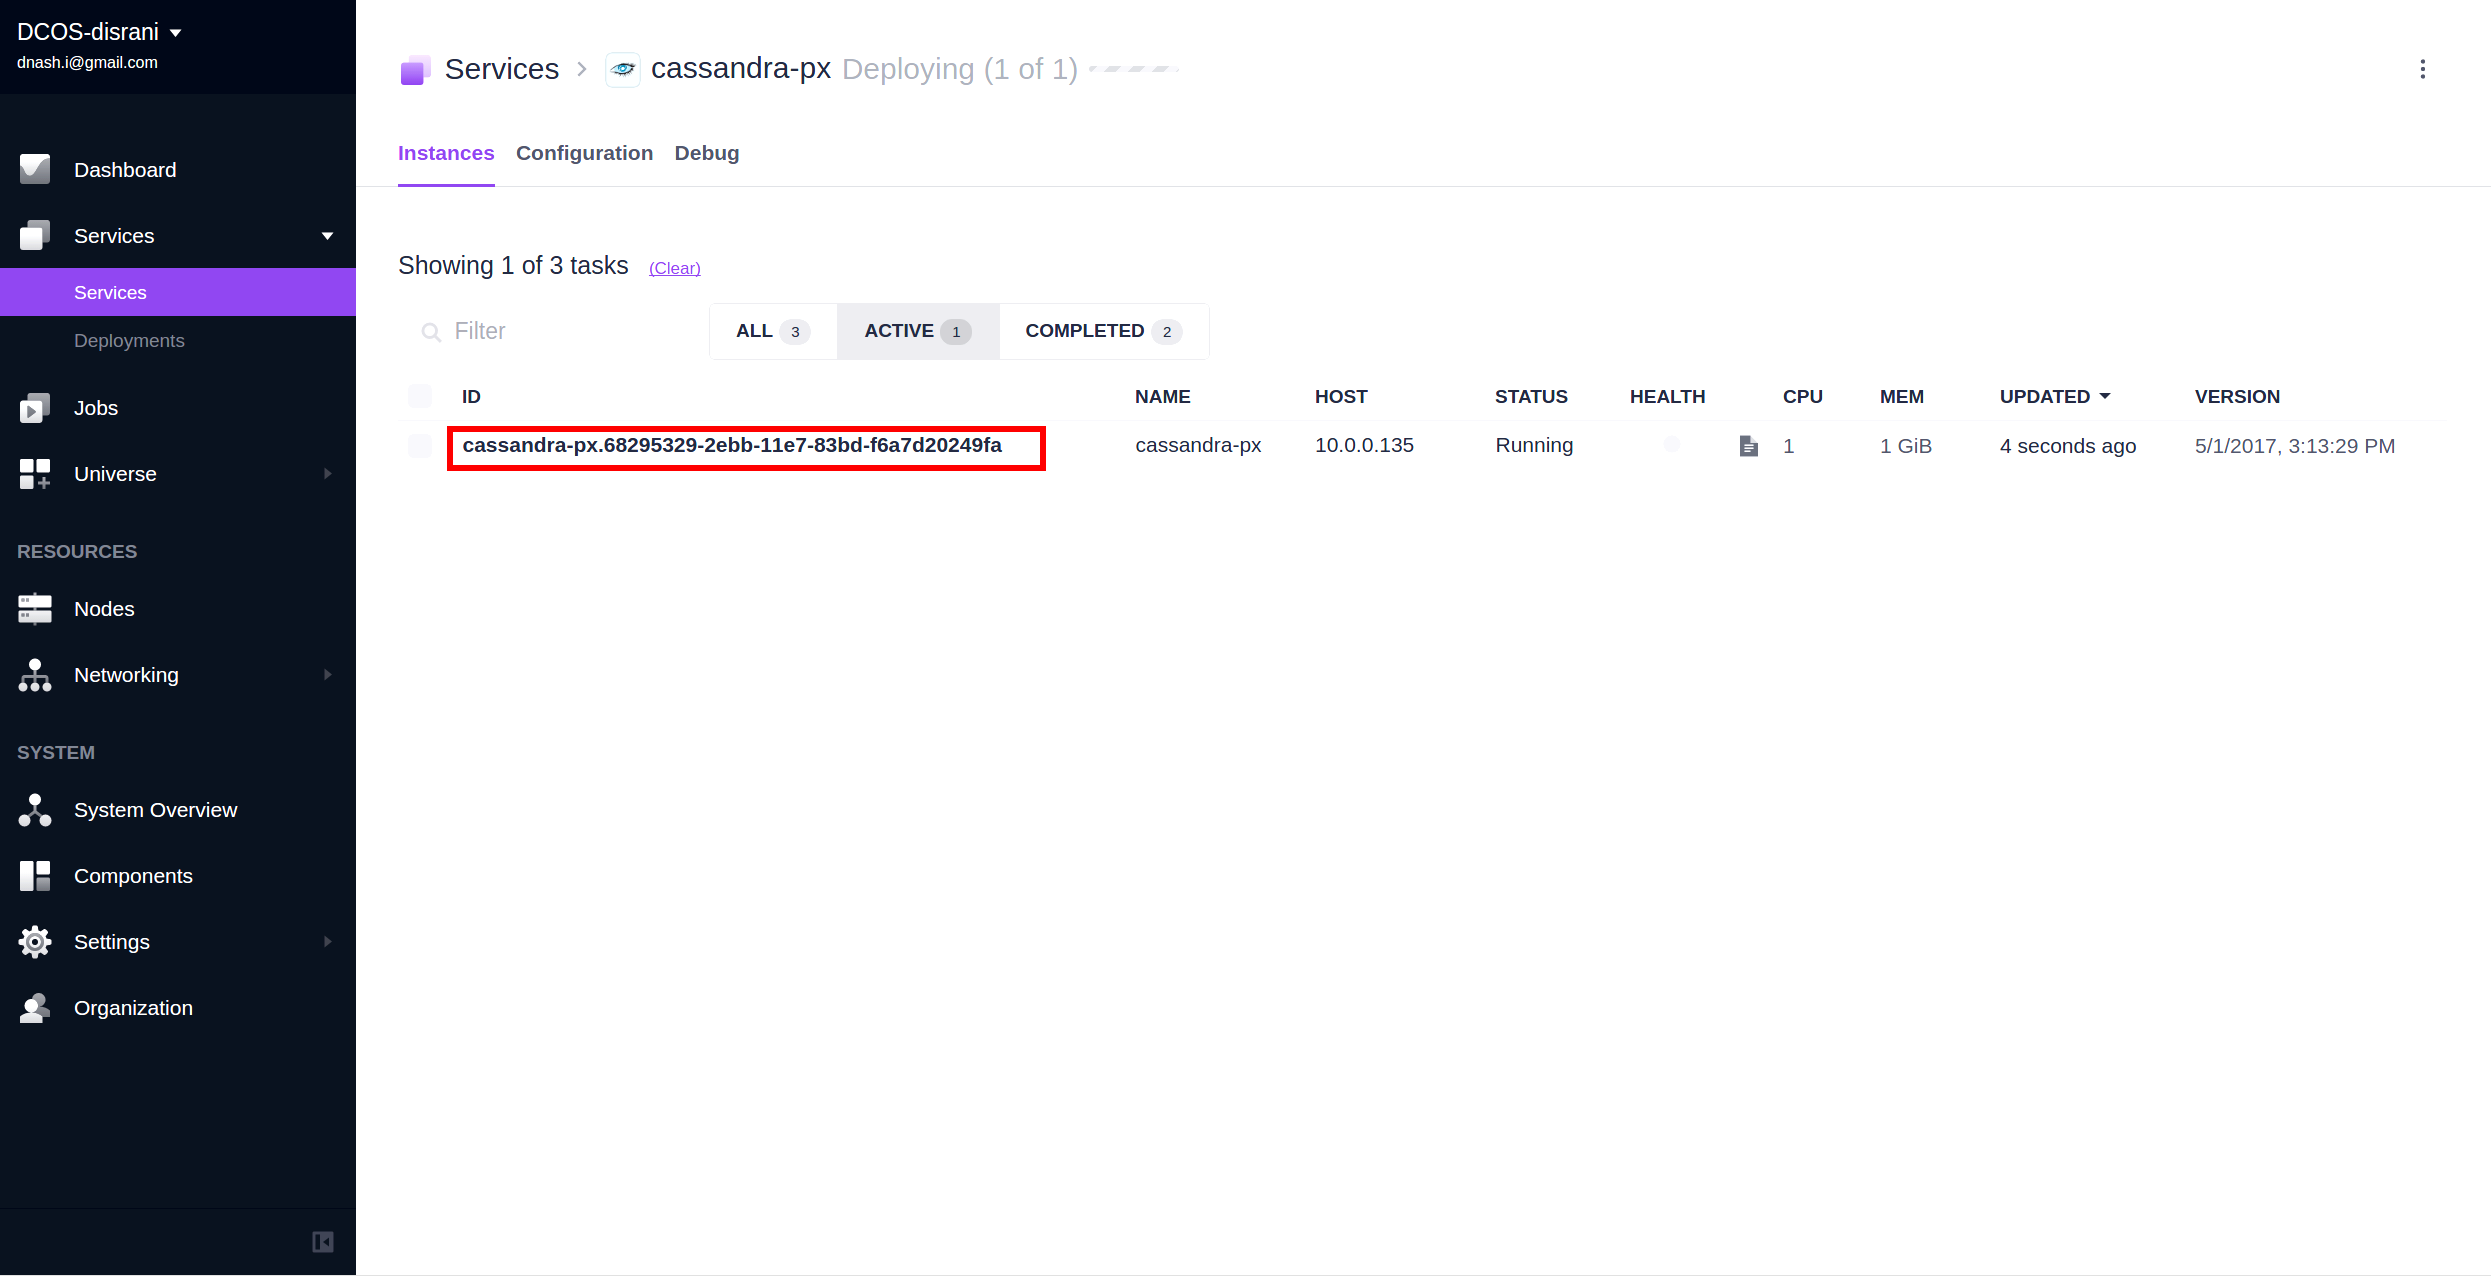 DCOS-disrani
dnash.i@gmail.com
Dashboard
Services
Services
Deployments
Jobs
Universe
RESOURCES
Nodes
Networking
SYSTEM
System Overview
Components
Settings
Organization
Services cassandra-px Deploying (1 of 1)
Instances Configuration Debug
Showing 1 of 3 tasks (Clear)
Filter ALL 3 ACTIVE 1 COMPLETED 2
ID NAME HOST STATUS HEALTH CPU MEM UPDATED VERSION
cassandra-px.68295329-2ebb-11e7-83bd-f6a7d20249fa cassandra-px 10.0.0.135 Running 1 1 GiB 4 seconds ago 5/1/2017, 3:13:29 PM